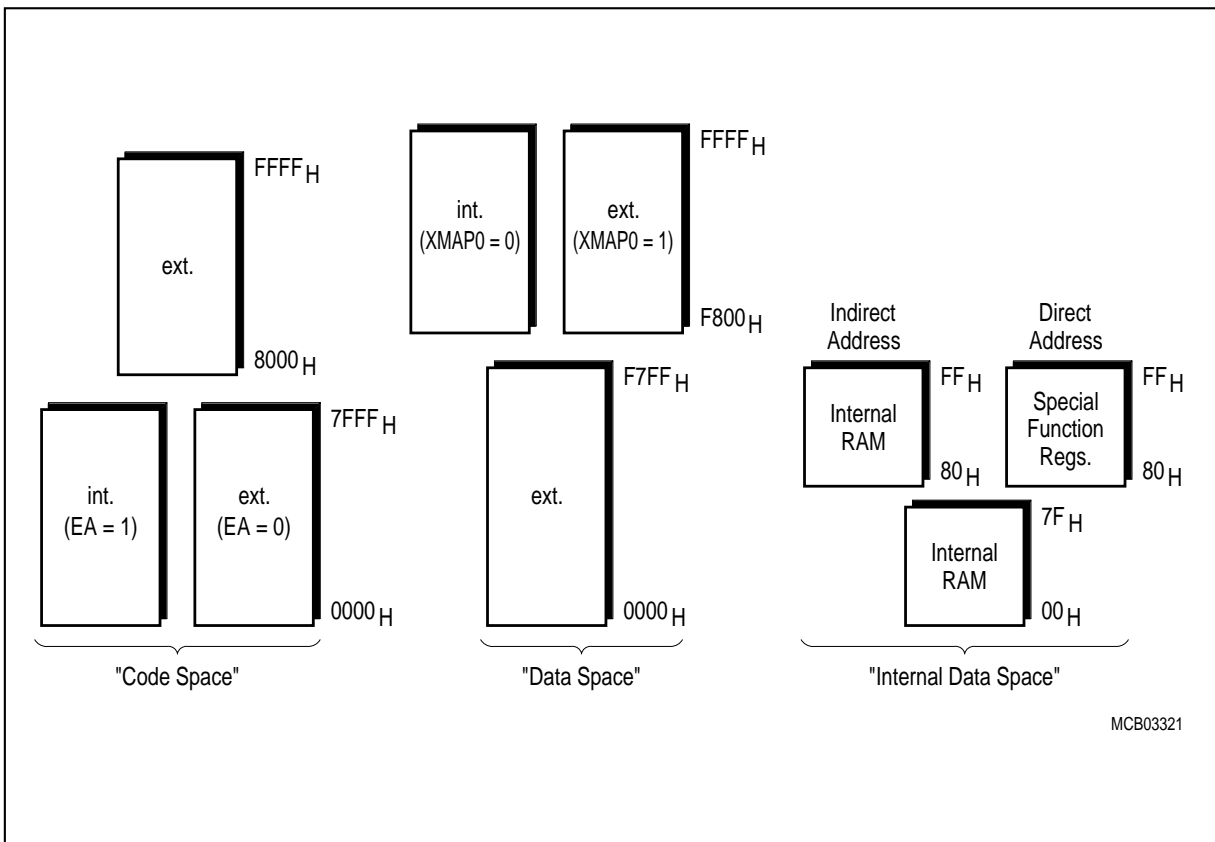 FFFF H
ext.
8000 H
int.
(EA = 1)
ext.
(EA = 0)
7FFF H
0000 H
"Code Space"
int.
(XMAP0 = 0)
ext.
(XMAP0 = 1)
FFFF H
F800 H
F7FF H
ext.
0000 H
"Data Space"
Indirect
Address
Direct
Address
Internal
RAM
FF H
80 H
Special
Function
Regs.
FF H
80 H
Internal
RAM
7F H
00 H
"Internal Data Space"
MCB03321